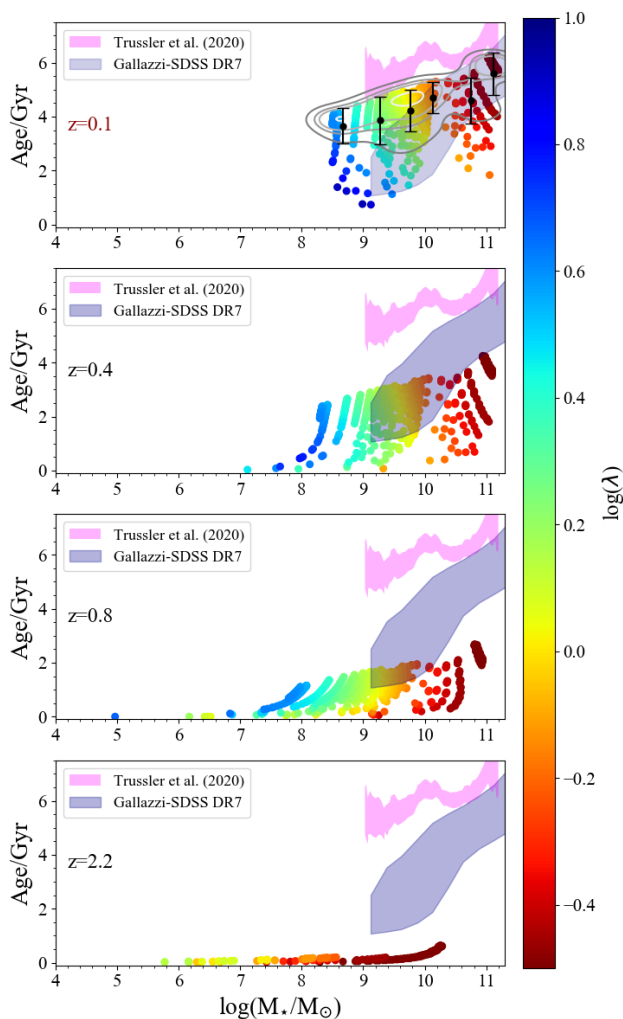 Trussler et al. (2020)
Gallazzi-SDSS DR7
z=0.1
Age/Gyr
0
2
4
6
4 5 6 7 8 9 10 11
Trussler et al. (2020)
Gallazzi-SDSS DR7
z=0.4
Age/Gyr
0
2
4
6
4 5 6 7 8 9 10 11
Trussler et al. (2020)
Gallazzi-SDSS DR7
z=0.8
Age/Gyr
0
2
4
6
4 5 6 7 8 9 10 11
Trussler et al. (2020)
Gallazzi-SDSS DR7
z=2.2
Age/Gyr
0
2
4
6
4 5 6 7 8 9 10 11
log(M⋆/M⊙)
1.0
0.8
0.6
0.4
0.2
0.0
−0.2
−0.4
log(λ)